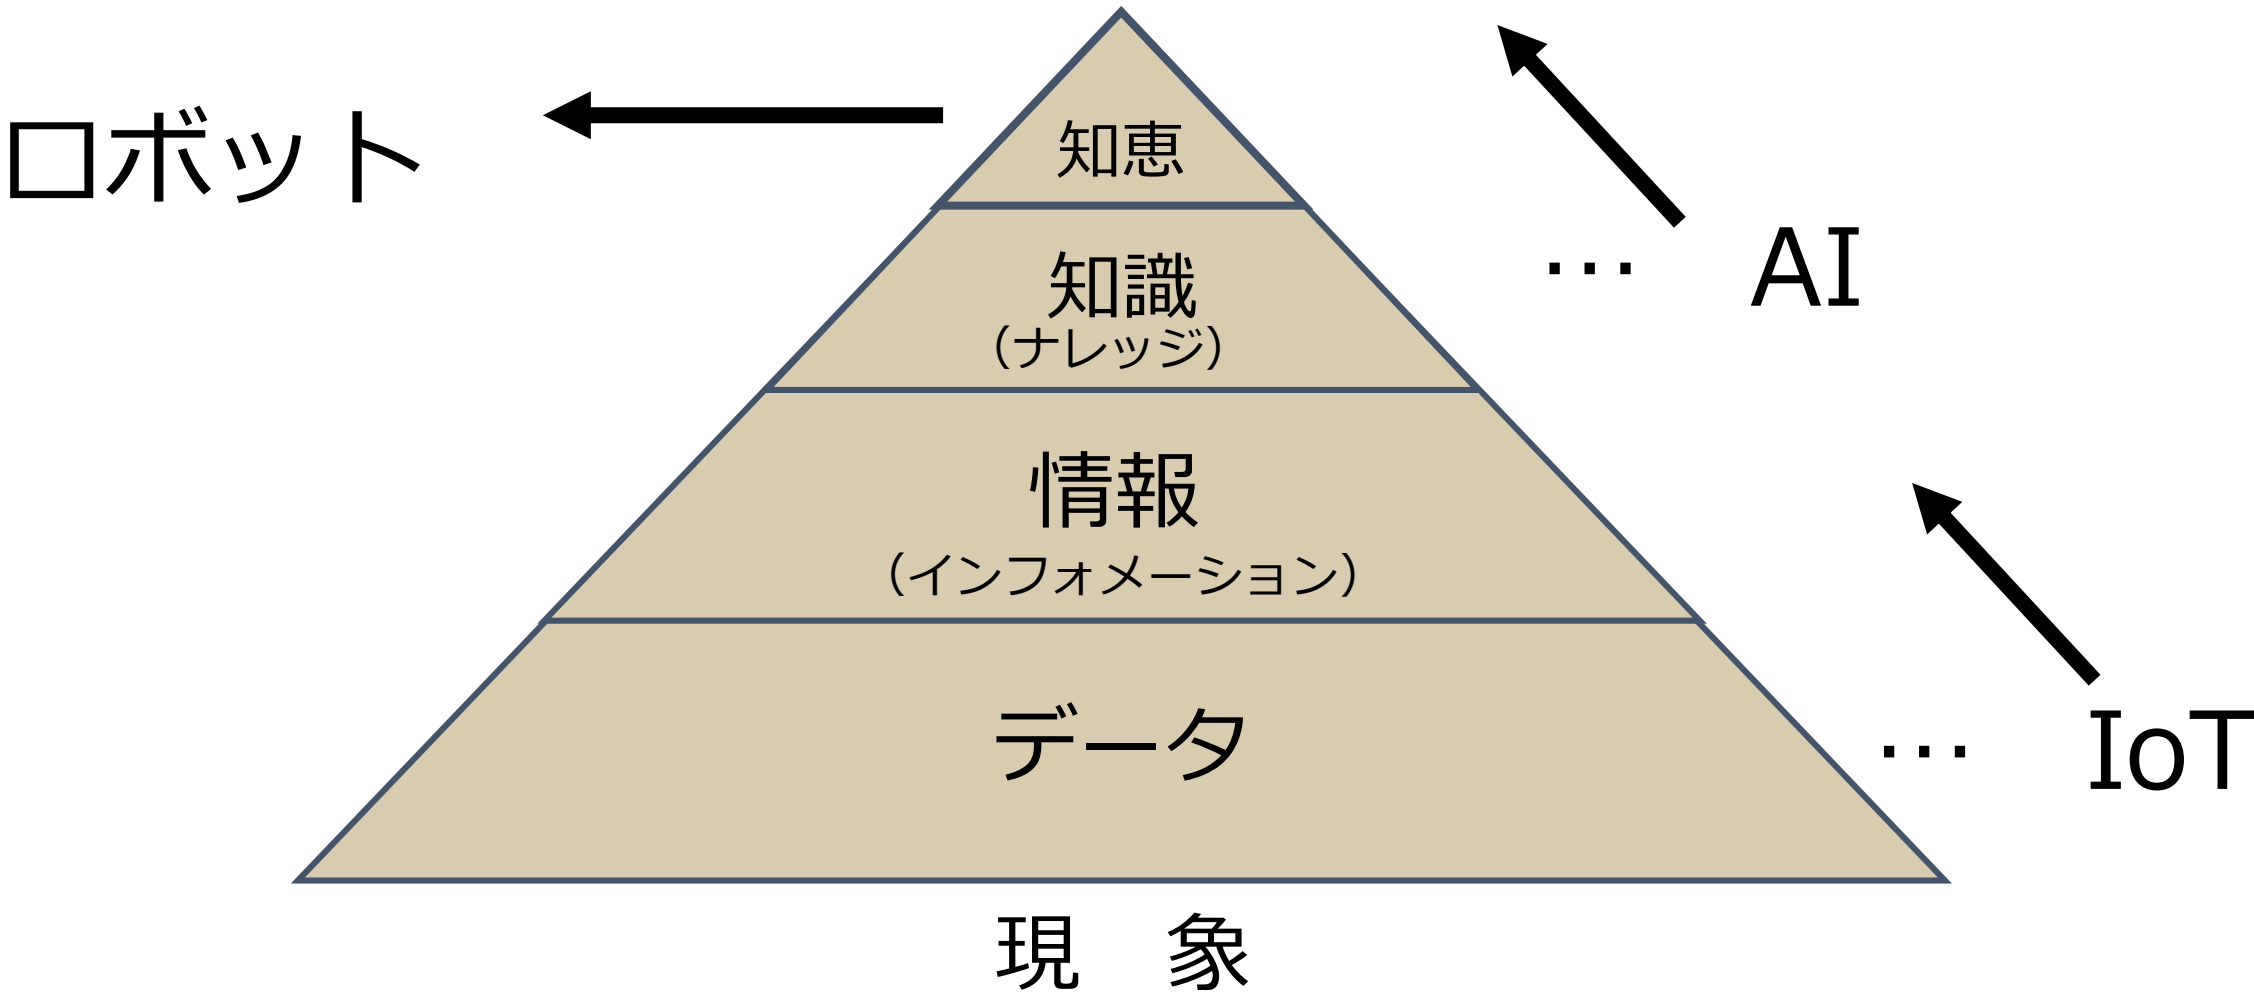 ロボット
知恵
知識
(ナレッジ)
… AI
情報
(インフォメーション)
データ
… IoT
現 象